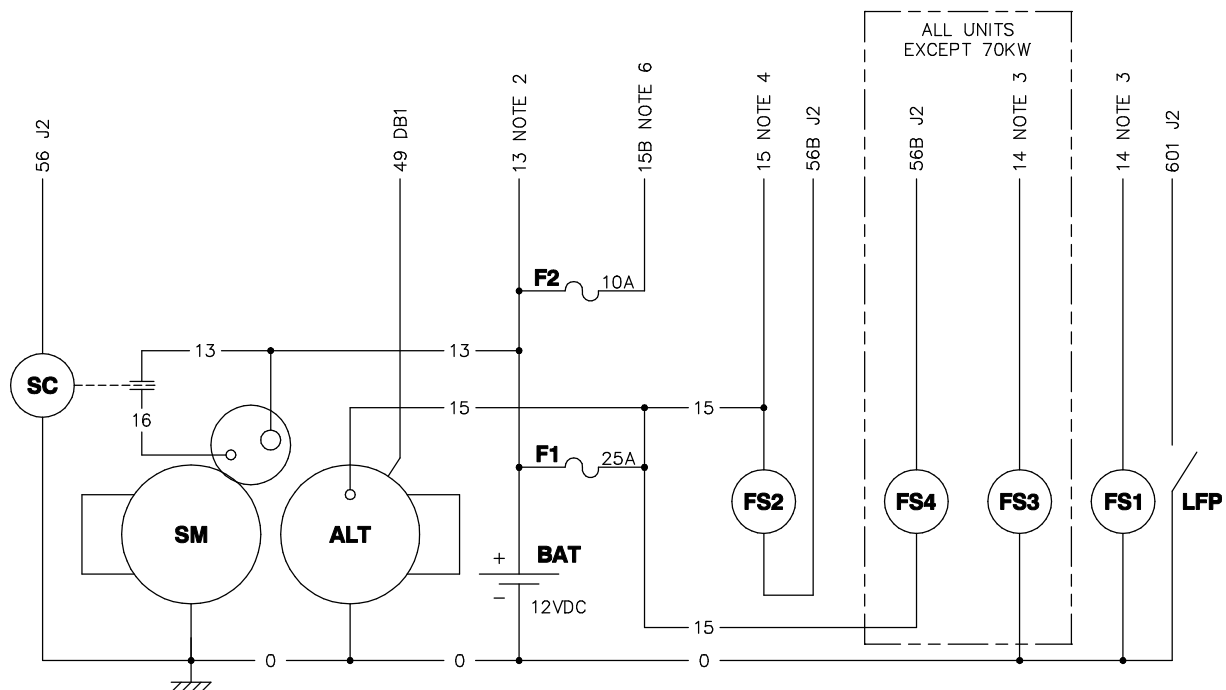 ALL UNITS
EXCEPT 70KW
56 J2
49 DB1
13 NOTE 2
15B NOTE 6
15 NOTE 4
56B J2
56B J2
14 NOTE 3
14 NOTE 3
601 J2
F2
10A
13
13
SC
16
15
15
F1
25A
FS2
FS4
FS3
FS1
LFP
SM
ALT
+
BAT
−
12VDC
15
0
0
0